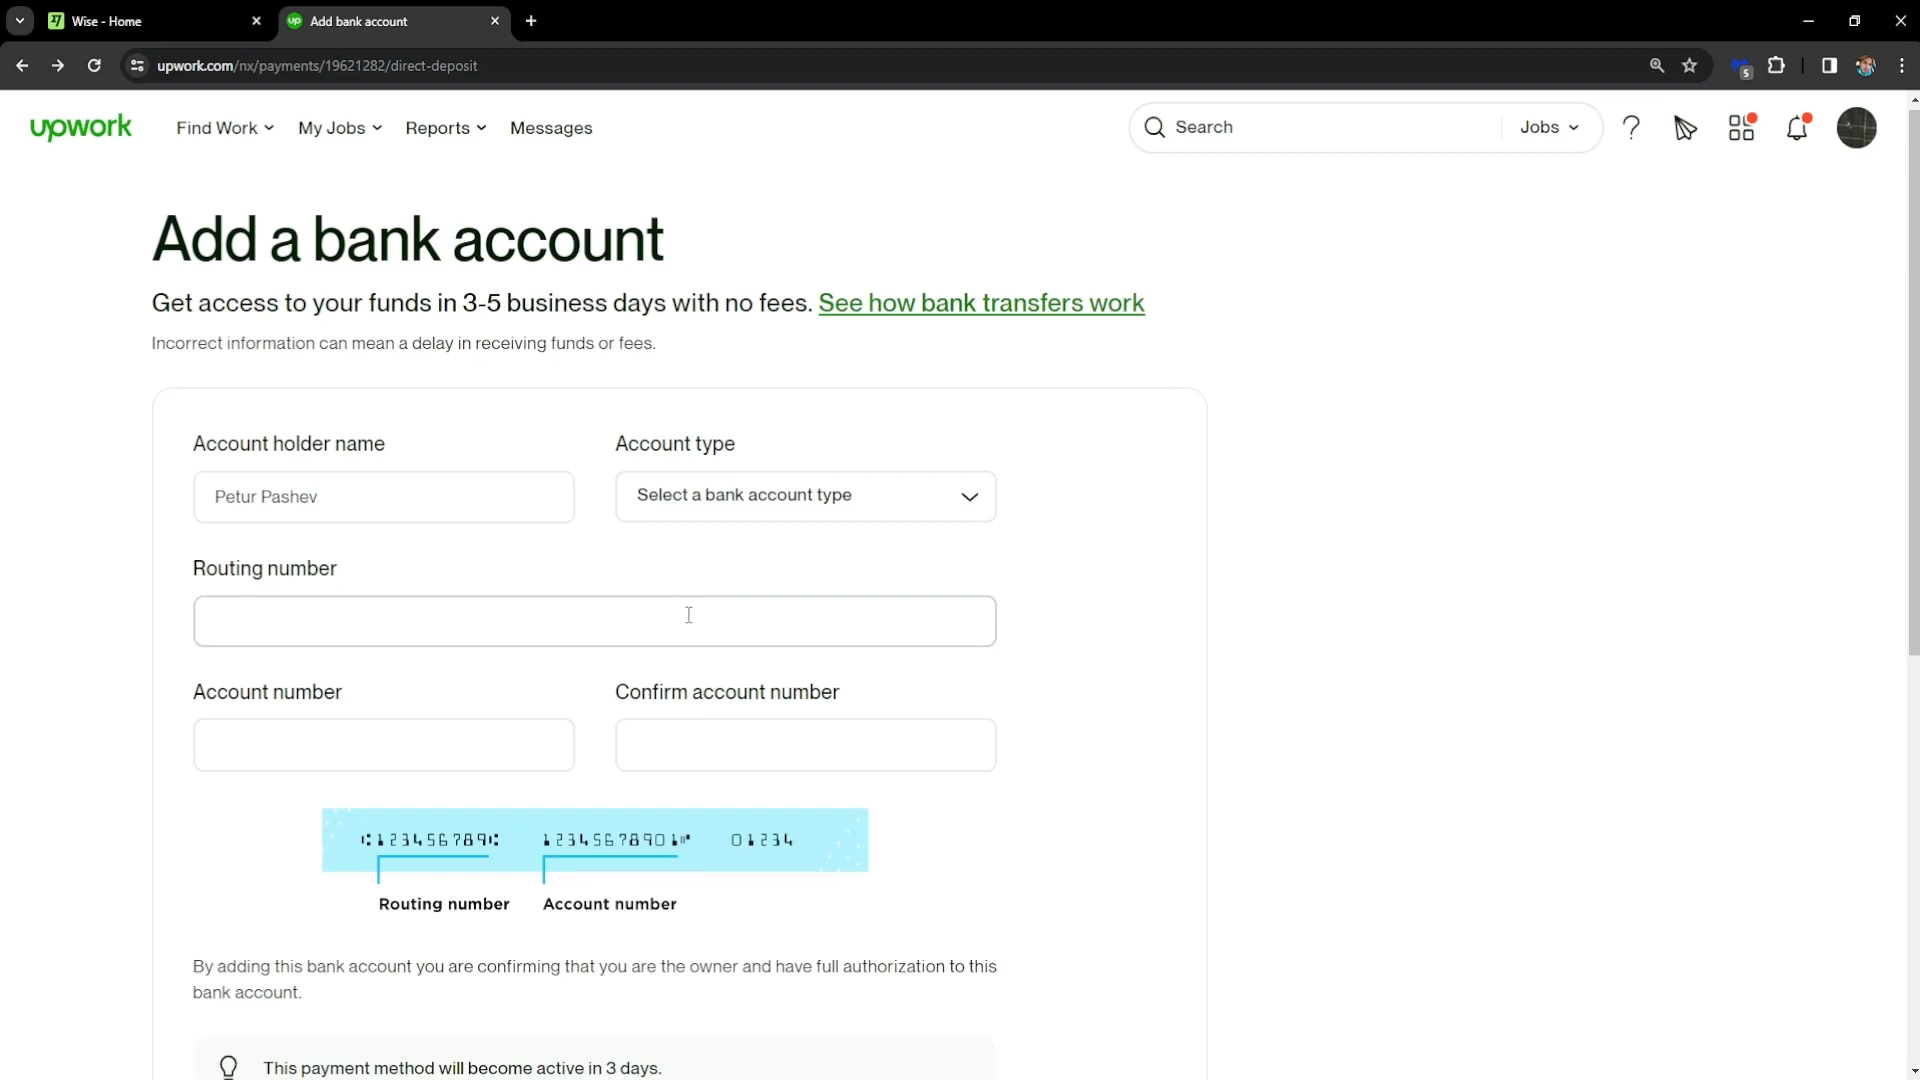 Wise - Home
up Add bank account
upwork.com/nx/payments/19621282/direct-deposit
S
upwork
Find Work
My Jobs
Reports
Messages
Search
Jobs
Add a bank account
Get access to your funds in 3-5 business days with no fees. See how bank transfers work
Incorrect information can mean a delay in receiving funds or fees.
Account holder name
Account type
Petur Pashev
Select a bank account type
Routing number
Account number
Confirm account number
⑆123456789⑆ 12345678901⑈ 01234
Routing number
Account number
By adding this bank account you are confirming that you are the owner and have full authorization to this
bank account.
This payment method will become active in 3 days.